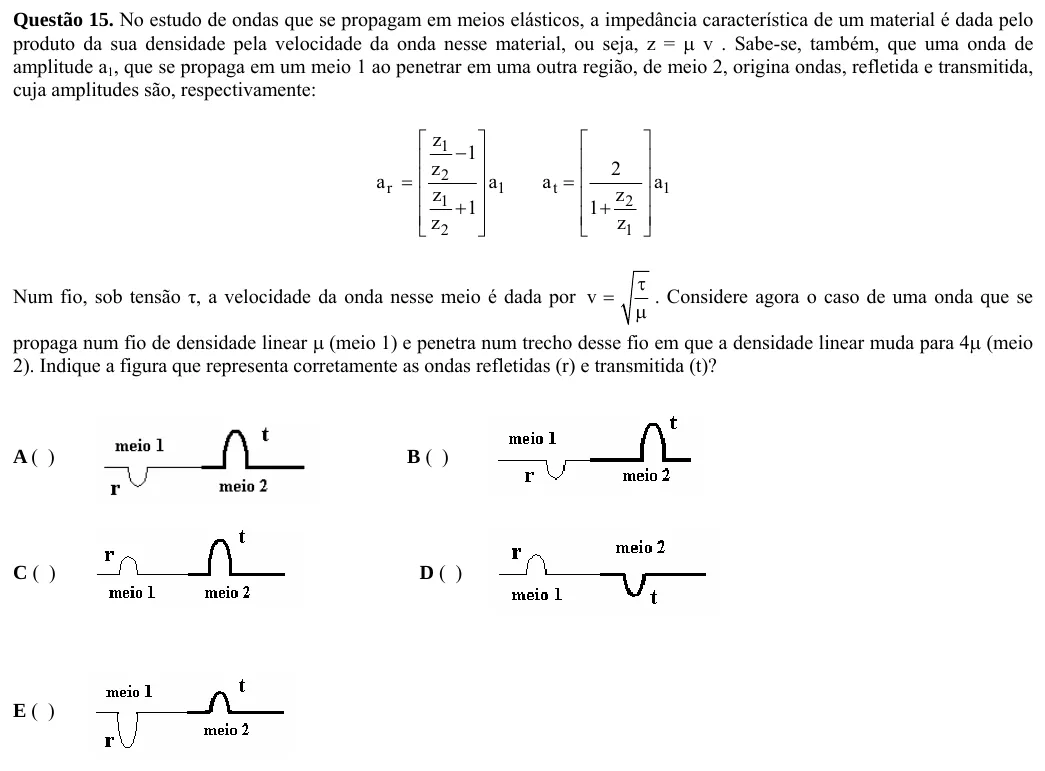 Questão 15. No estudo de ondas que se propagam em meios elásticos, a impedância característica de um material é dada pelo
produto da sua densidade pela velocidade da onda nesse material, ou seja, z = μ v . Sabe-se, também, que uma onda de
amplitude a₁, que se propaga em um meio 1 ao penetrar em uma outra região, de meio 2, origina ondas, refletida e transmitida,
cuja amplitudes são, respectivamente:
a_r = [ (z₁/z₂ − 1) / (z₁/z₂ + 1) ] a₁    a_t = [ 2 / (1 + z₂/z₁) ] a₁
Num fio, sob tensão τ, a velocidade da onda nesse meio é dada por v = √(τ/μ) . Considere agora o caso de uma onda que se
propaga num fio de densidade linear μ (meio 1) e penetra num trecho desse fio em que a densidade linear muda para 4μ (meio
2). Indique a figura que representa corretamente as ondas refletidas (r) e transmitida (t)?
A ( ) meio 1 r t meio 2
B ( ) meio 1 r t meio 2
C ( ) r meio 1 t meio 2
D ( ) r meio 1 meio 2 t
E ( ) meio 1 r t meio 2